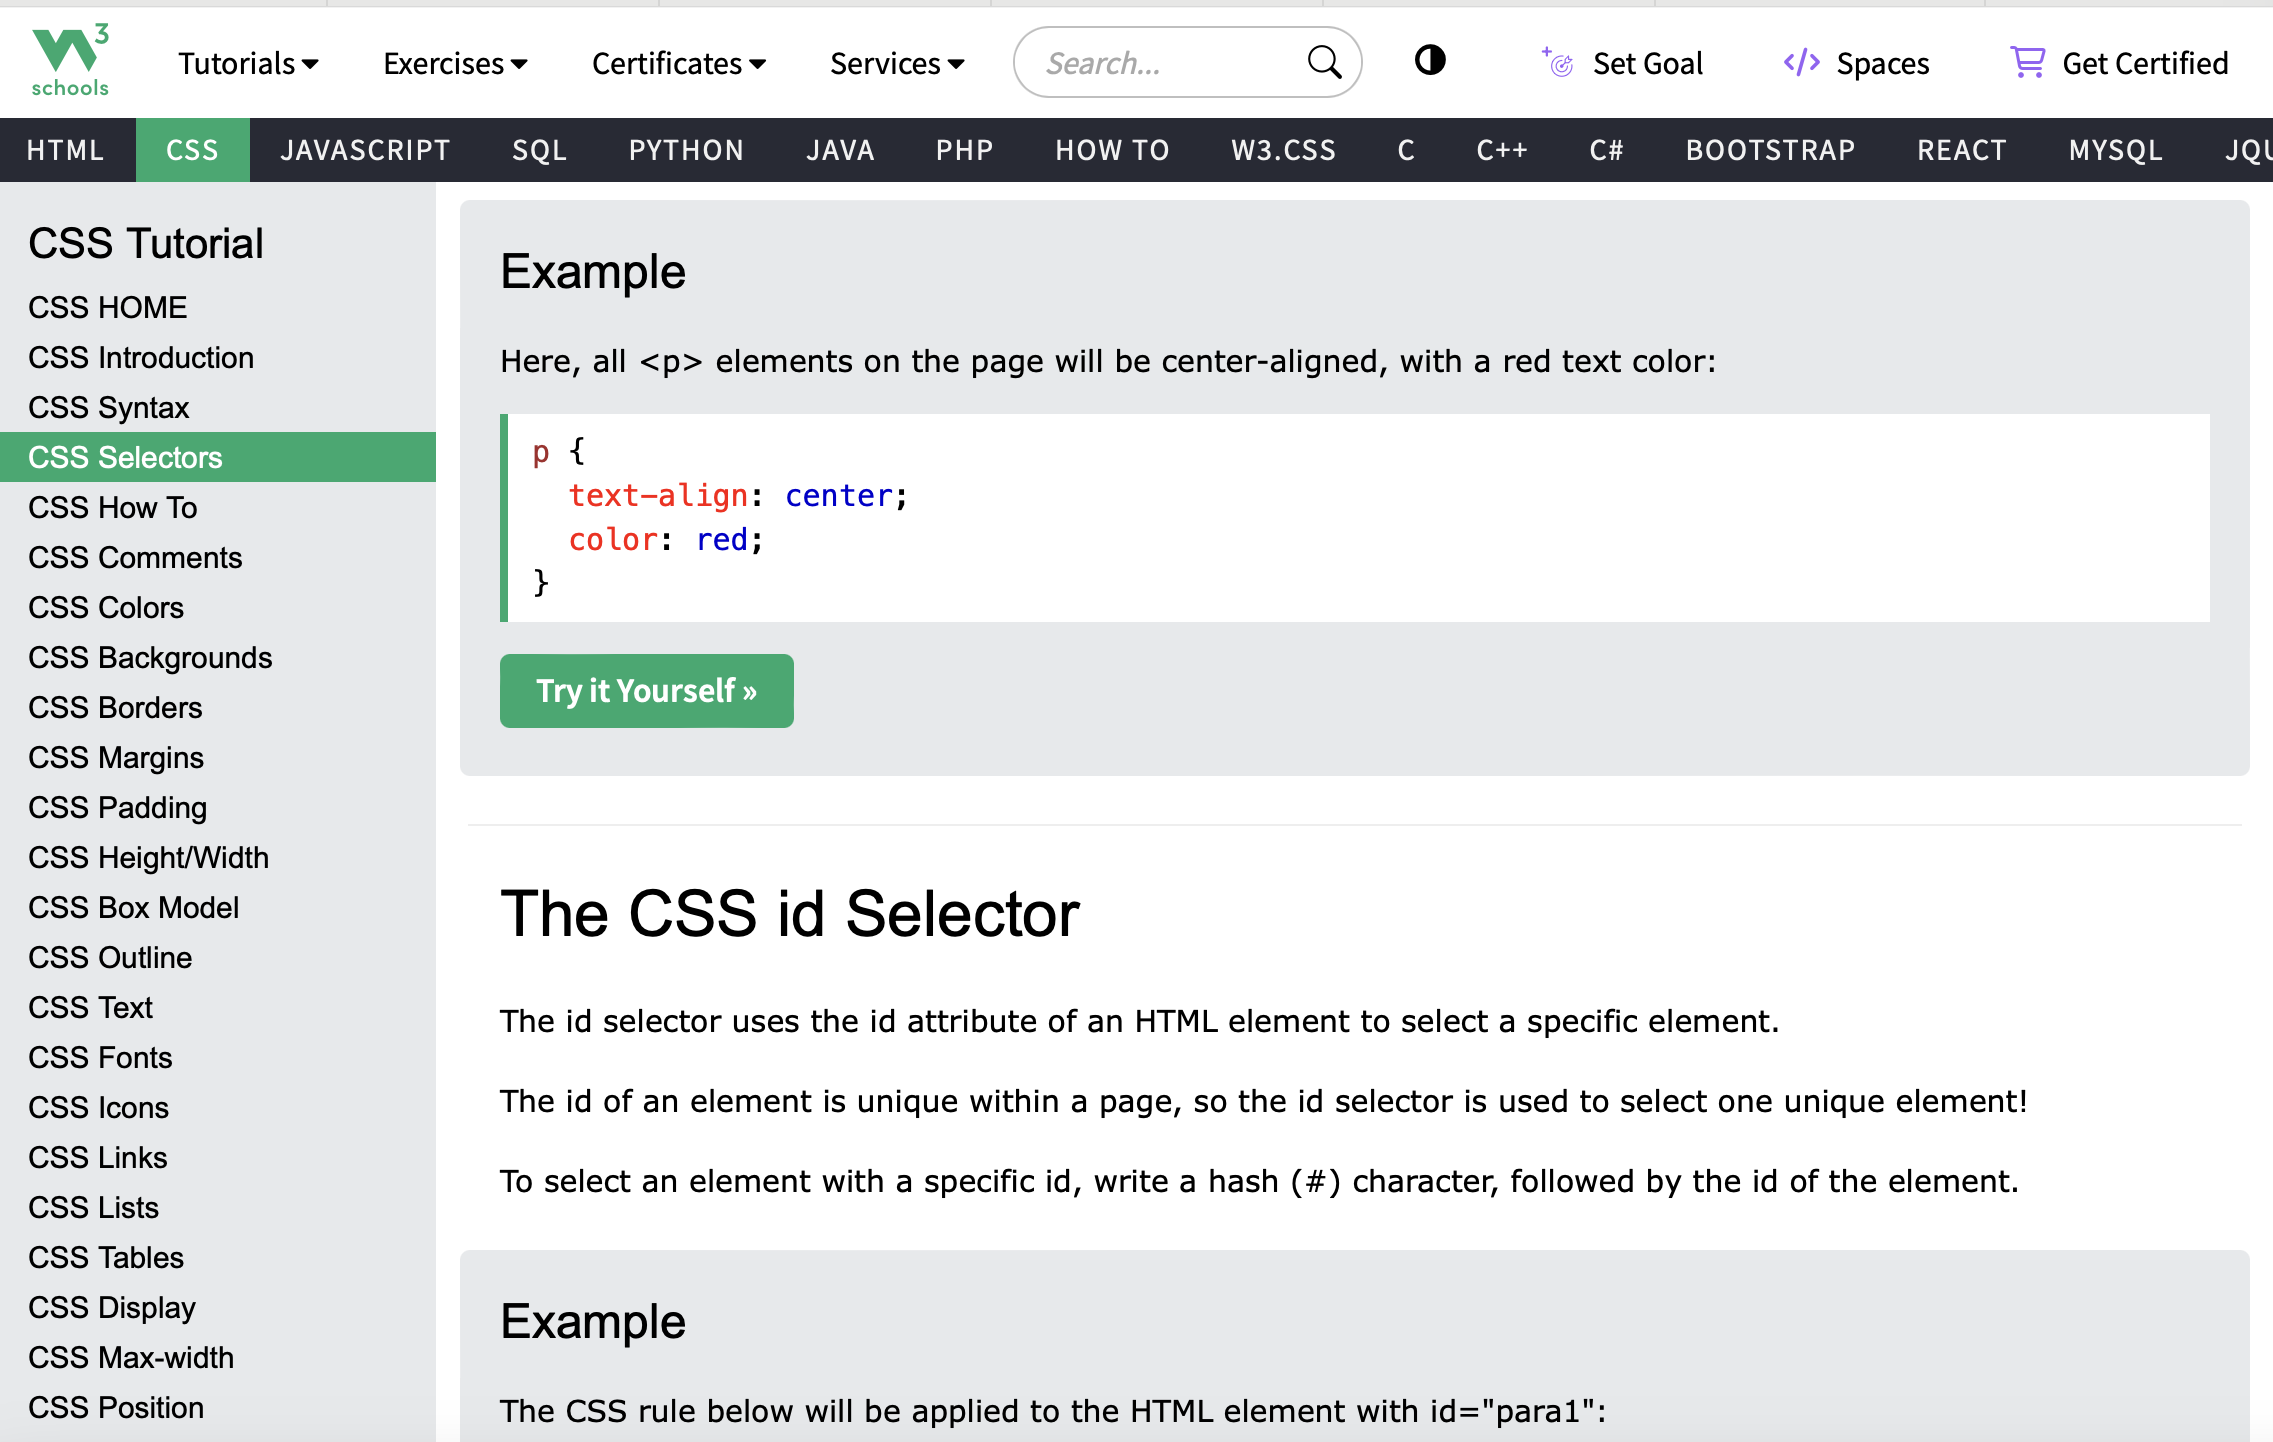 W3 schools
Tutorials Exercises Certificates Services Search... Set Goal Spaces Get Certified
HTML CSS JAVASCRIPT SQL PYTHON JAVA PHP HOW TO W3.CSS C C++ C# BOOTSTRAP REACT MYSQL JQU
CSS Tutorial
CSS HOME
CSS Introduction
CSS Syntax
CSS Selectors
CSS How To
CSS Comments
CSS Colors
CSS Backgrounds
CSS Borders
CSS Margins
CSS Padding
CSS Height/Width
CSS Box Model
CSS Outline
CSS Text
CSS Fonts
CSS Icons
CSS Links
CSS Lists
CSS Tables
CSS Display
CSS Max-width
CSS Position
Example
Here, all <p> elements on the page will be center-aligned, with a red text color:
p {
  text-align: center;
  color: red;
}
Try it Yourself »
The CSS id Selector
The id selector uses the id attribute of an HTML element to select a specific element.
The id of an element is unique within a page, so the id selector is used to select one unique element!
To select an element with a specific id, write a hash (#) character, followed by the id of the element.
Example
The CSS rule below will be applied to the HTML element with id="para1":